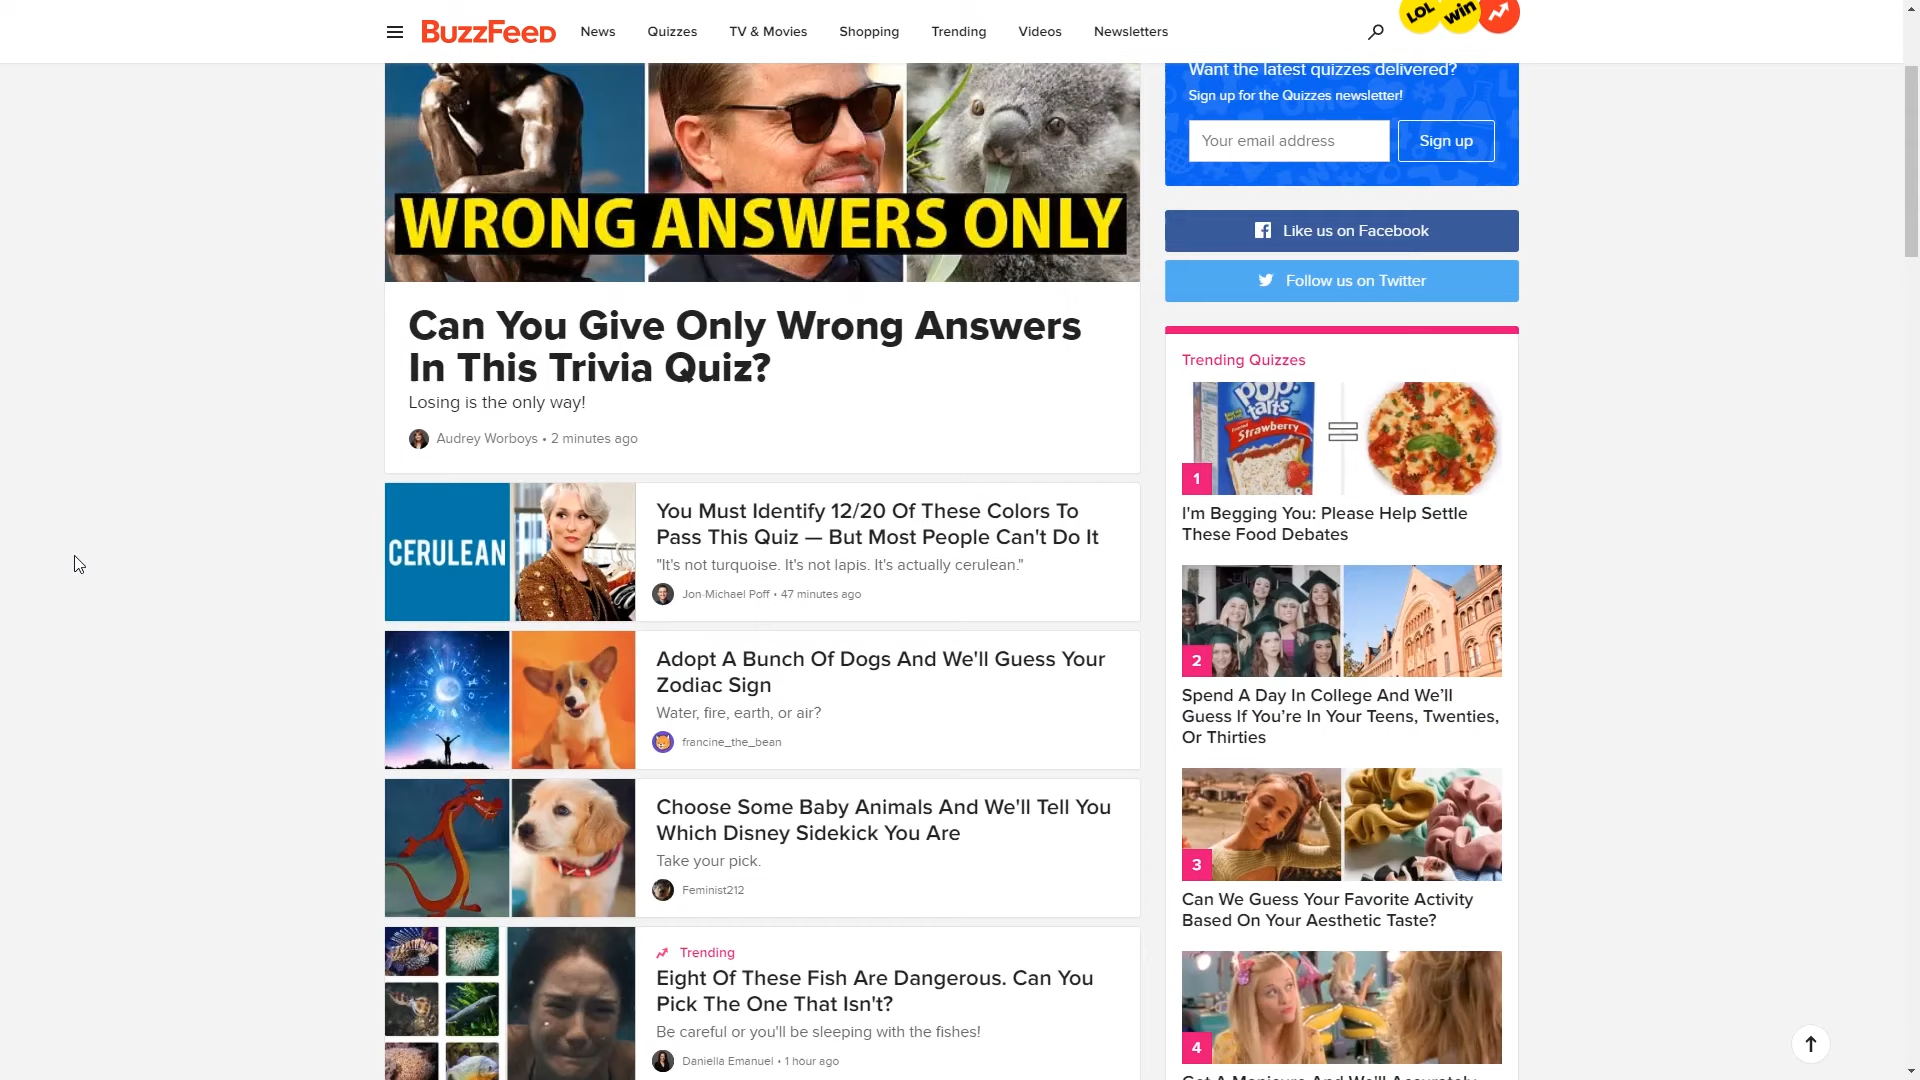 BuzzFeed News Quizzes TV & Movies Shopping Trending Videos Newsletters LOL win
WRONG ANSWERS ONLY
Can You Give Only Wrong Answers
In This Trivia Quiz?
Losing is the only way!
Audrey Worboys • 2 minutes ago
CERULEAN
You Must Identify 12/20 Of These Colors To
Pass This Quiz — But Most People Can't Do It
"It's not turquoise. It's not lapis. It's actually cerulean."
Jon-Michael Poff • 47 minutes ago
Adopt A Bunch Of Dogs And We'll Guess Your
Zodiac Sign
Water, fire, earth, or air?
francine_the_bean
Choose Some Baby Animals And We'll Tell You
Which Disney Sidekick You Are
Take your pick.
Feminist212
Trending
Eight Of These Fish Are Dangerous. Can You
Pick The One That Isn't?
Be careful or you'll be sleeping with the fishes!
Daniella Emanuel • 1 hour ago
Want the latest quizzes delivered?
Sign up for the Quizzes newsletter!
Your email address Sign up
Like us on Facebook
Follow us on Twitter
Trending Quizzes
pop tarts
Strawberry
1
I'm Begging You: Please Help Settle
These Food Debates
2
Spend A Day In College And We’ll
Guess If You’re In Your Teens, Twenties,
Or Thirties
3
Can We Guess Your Favorite Activity
Based On Your Aesthetic Taste?
4
Get A Manicure And We'll Accurately